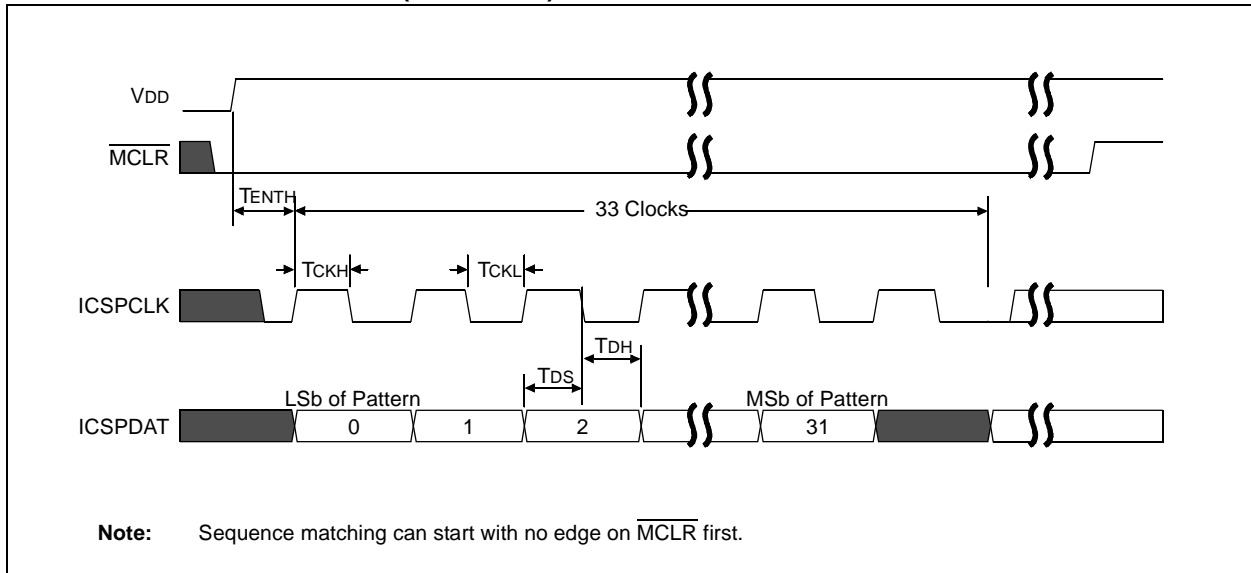 VDD
MCLR
TENTH
33 Clocks
TCKH
TCKL
ICSPCLK
TDH
TDS
LSb of Pattern
MSb of Pattern
ICSPDAT
0
1
2
31
Note: Sequence matching can start with no edge on MCLR first.